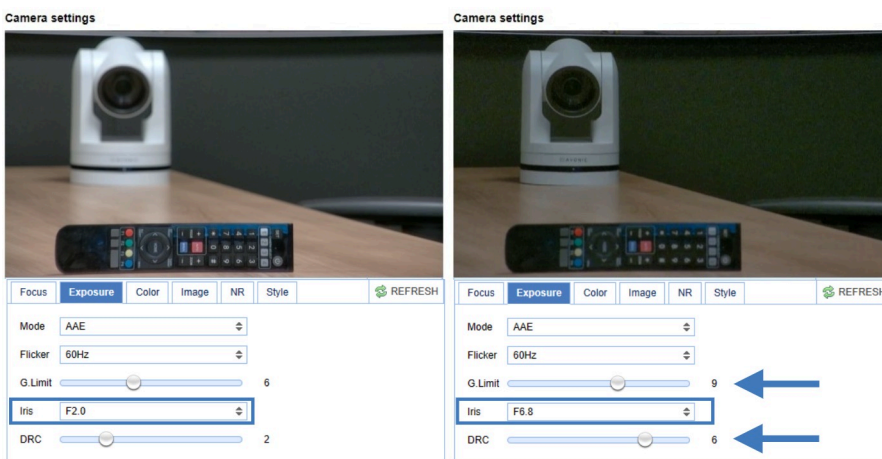 Camera settings
Focus Exposure Color Image NR Style REFRESH
Mode AAE
Flicker 60Hz
G.Limit 6
Iris F2.0
DRC 2
Camera settings
Focus Exposure Color Image NR Style REFRESH
Mode AAE
Flicker 60Hz
G.Limit 9
Iris F6.8
DRC 6